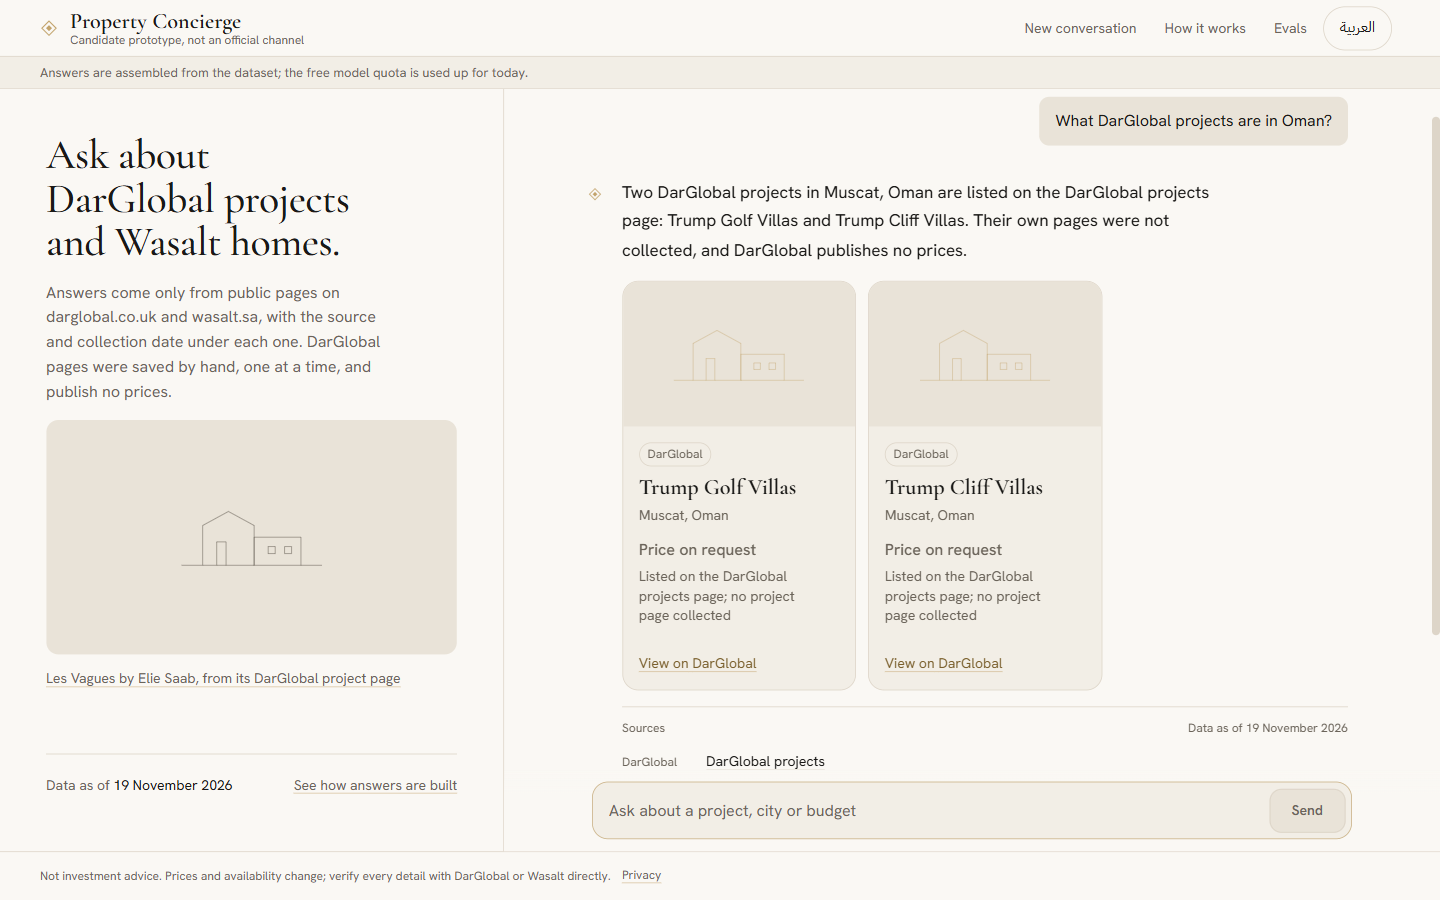 Property Concierge
Candidate prototype, not an official channel
New conversation
How it works
Evals
العربية
Answers are assembled from the dataset; the free model quota is used up for today.
Ask about
DarGlobal projects
and Wasalt homes.
Answers come only from public pages on
darglobal.co.uk and wasalt.sa, with the source
and collection date under each one. DarGlobal
pages were saved by hand, one at a time, and
publish no prices.
Les Vagues by Elie Saab, from its DarGlobal project page
Data as of 19 November 2026
See how answers are built
What DarGlobal projects are in Oman?
Two DarGlobal projects in Muscat, Oman are listed on the DarGlobal projects
page: Trump Golf Villas and Trump Cliff Villas. Their own pages were not
collected, and DarGlobal publishes no prices.
DarGlobal
Trump Golf Villas
Muscat, Oman
Price on request
Listed on the DarGlobal
projects page; no project
page collected
View on DarGlobal
DarGlobal
Trump Cliff Villas
Muscat, Oman
Price on request
Listed on the DarGlobal
projects page; no project
page collected
View on DarGlobal
Sources
Data as of 19 November 2026
DarGlobal
DarGlobal projects
Ask about a project, city or budget
Send
Not investment advice. Prices and availability change; verify every detail with DarGlobal or Wasalt directly.
Privacy